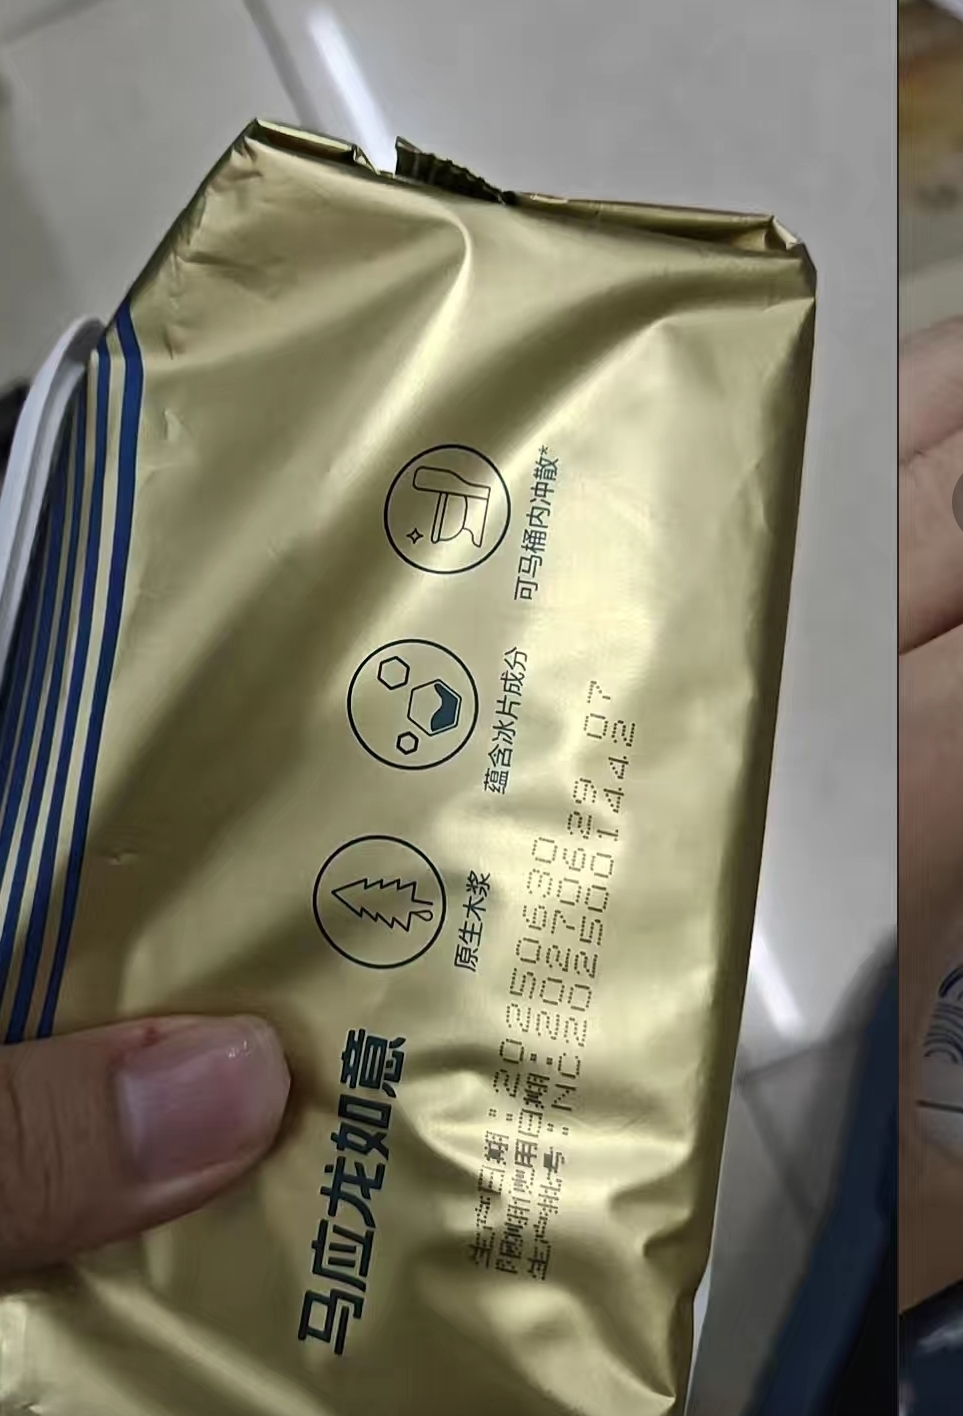 马应龙如意
原生木浆
蕴含冰片成分
可马桶内冲散*
生产日期：20250630
限期使用日期：20270629 07
生产批号：NC202500144.2